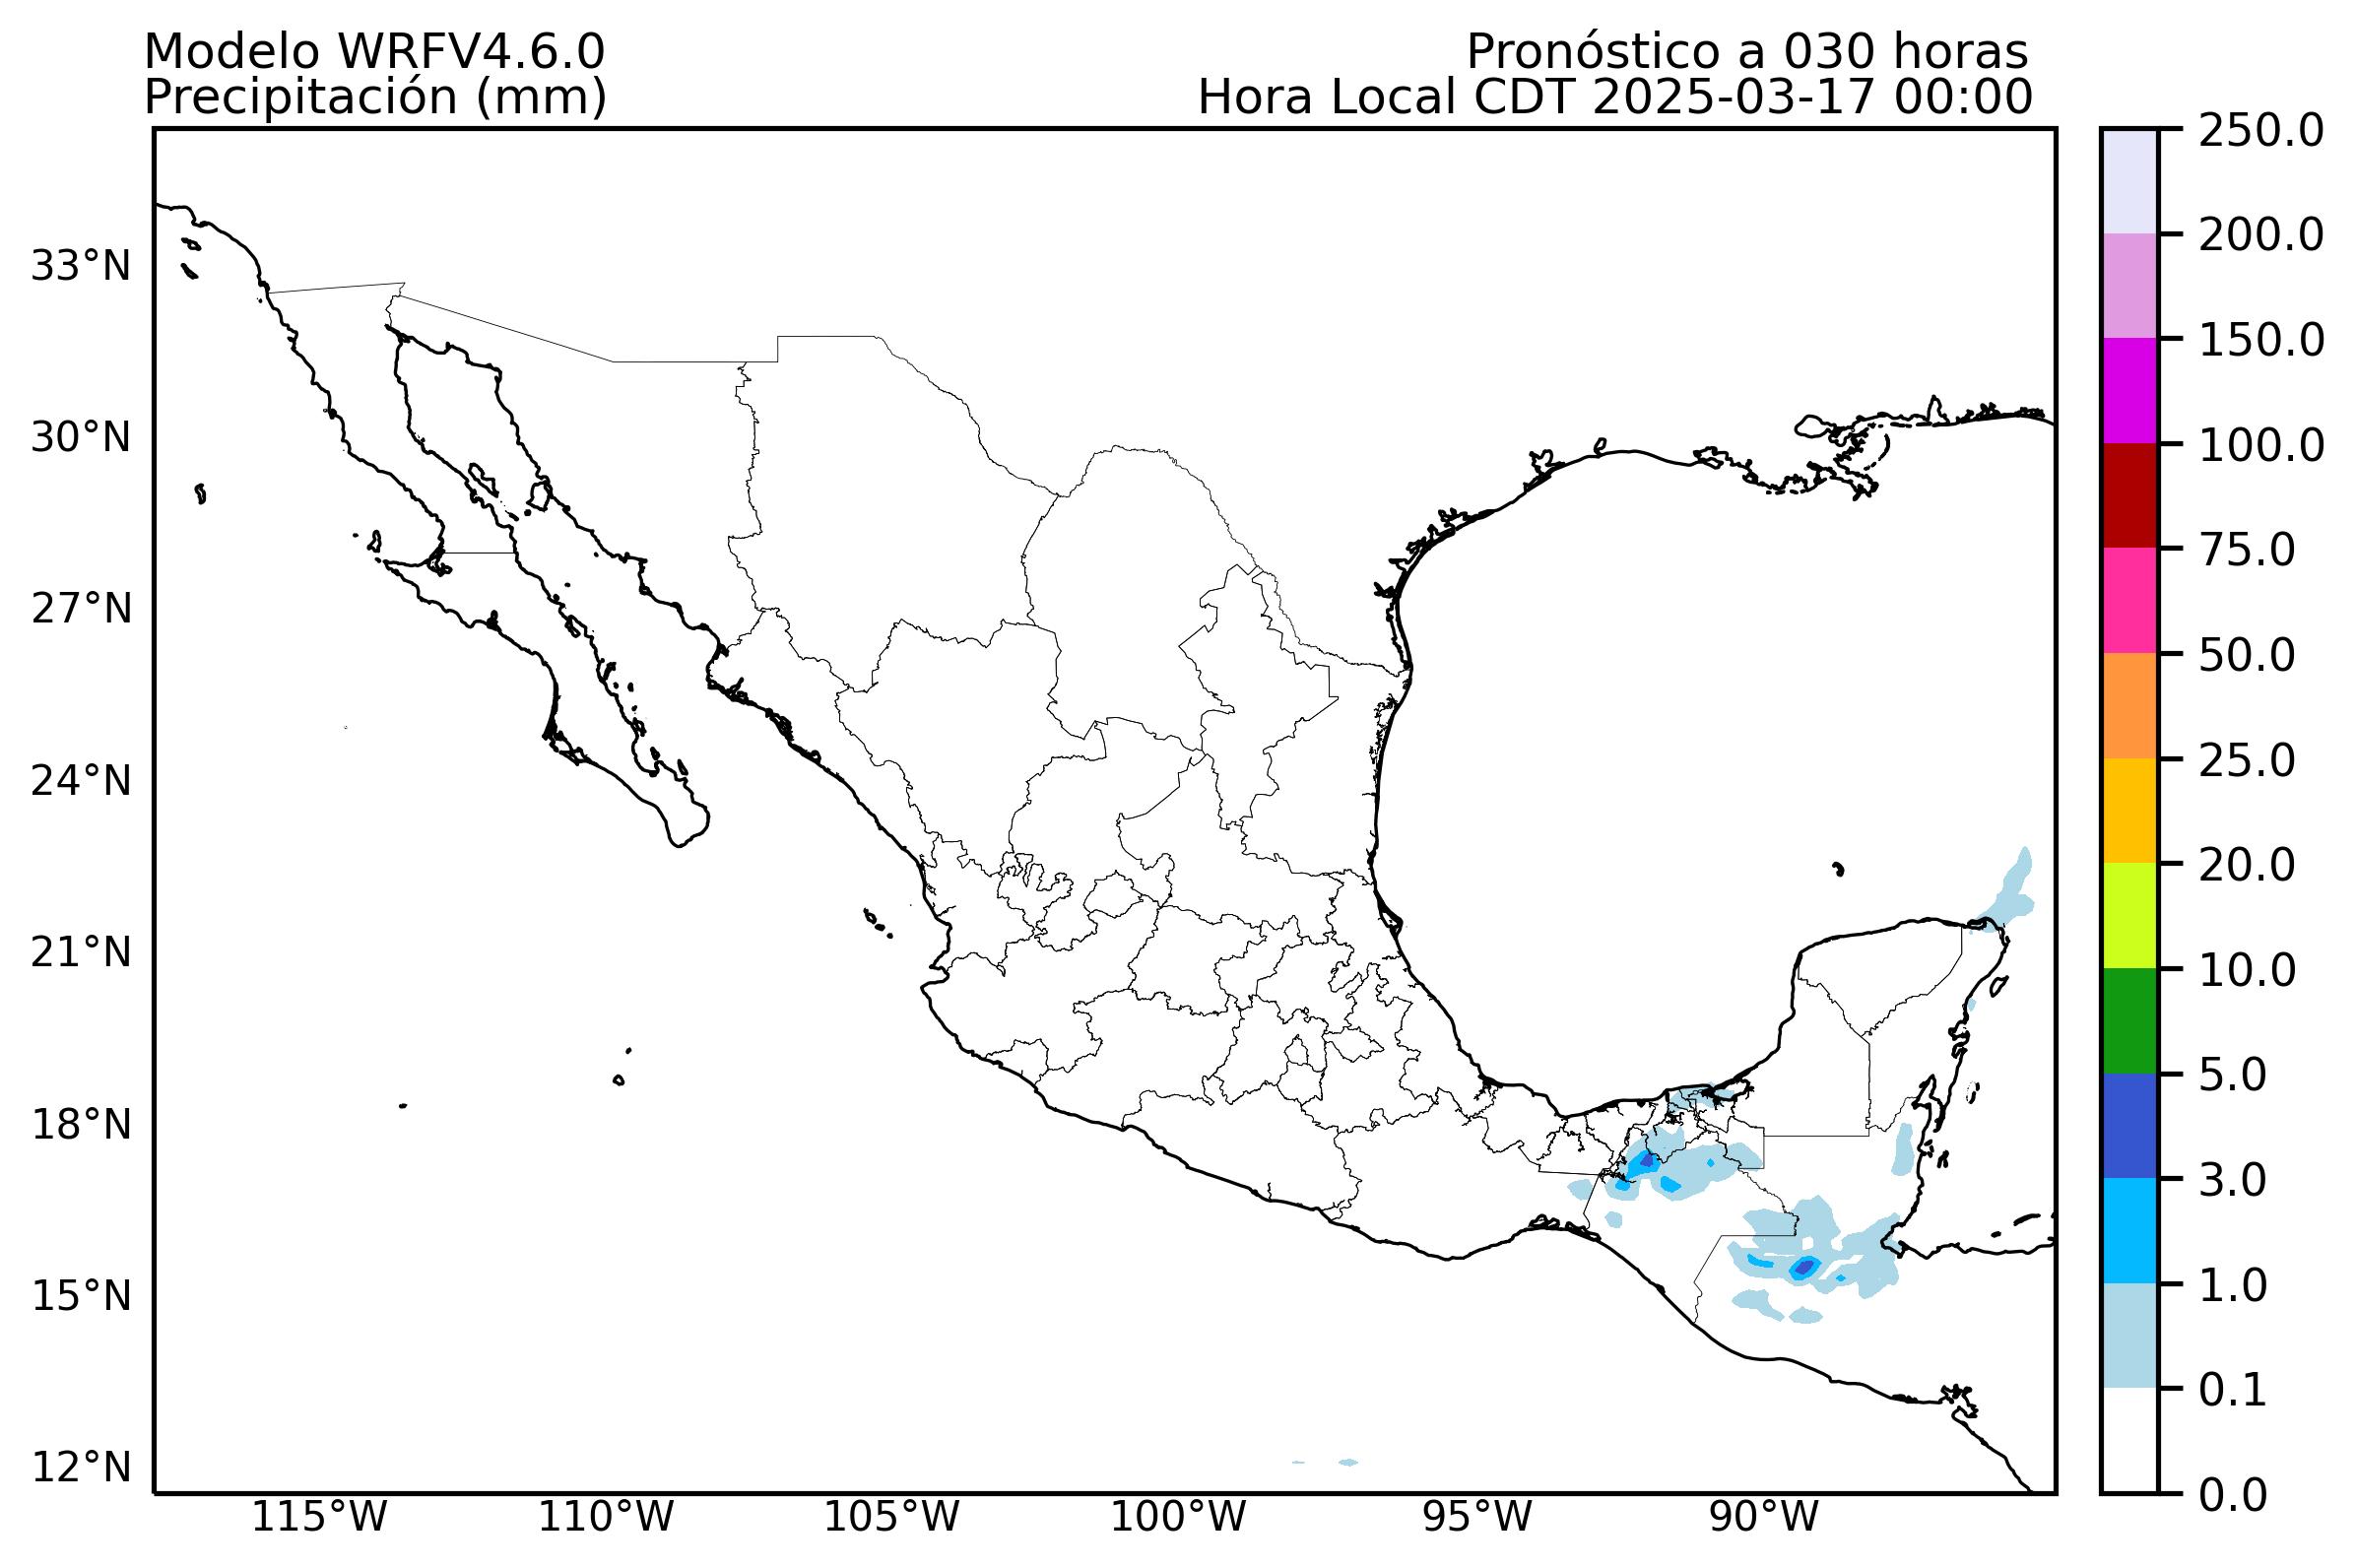 Modelo WRFV4.6.0
Precipitación (mm)
Pronóstico a 030 horas
Hora Local CDT 2025-03-17 00:00
33°N
30°N
27°N
24°N
21°N
18°N
15°N
12°N
115°W
110°W
105°W
100°W
95°W
90°W
250.0
200.0
150.0
100.0
75.0
50.0
25.0
20.0
10.0
5.0
3.0
1.0
0.1
0.0